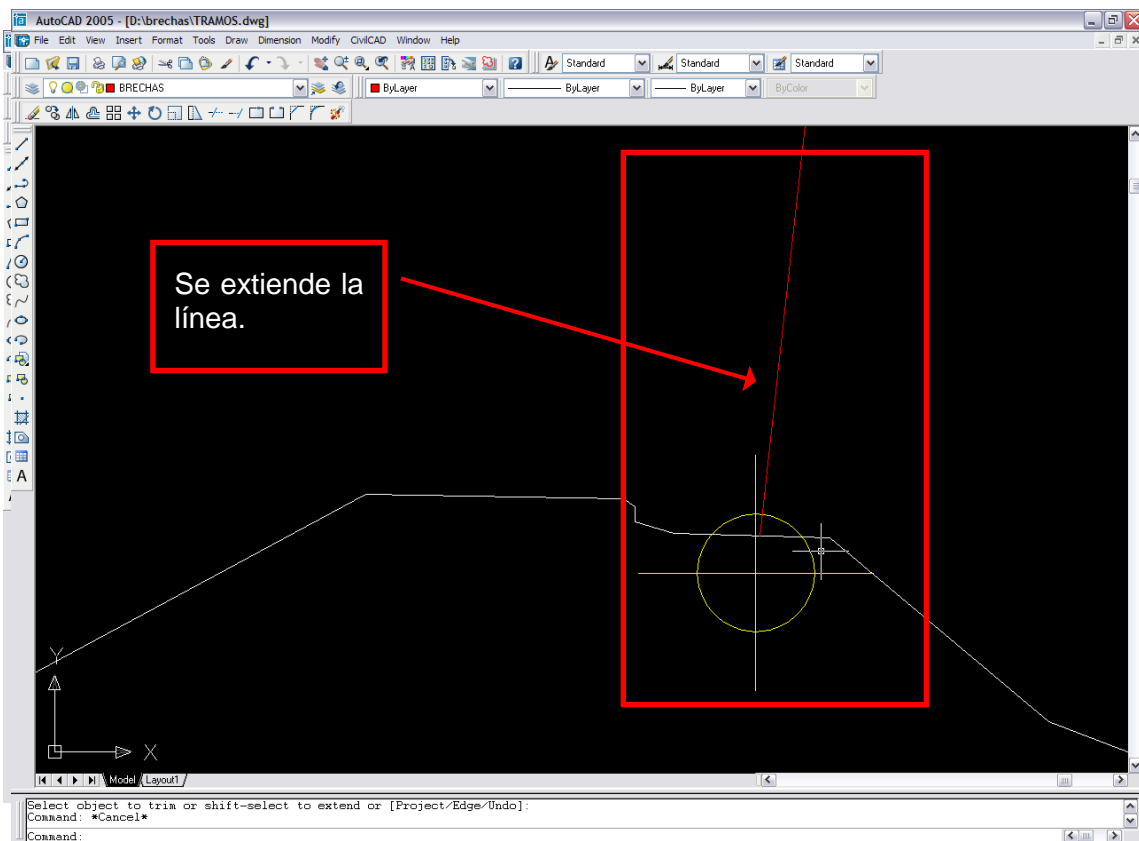 AutoCAD 2005 - [D:\brechas\TRAMOS.dwg]
File Edit View Insert Format Tools Draw Dimension Modify CivilCAD Window Help
Standard Standard Standard
BRECHAS ByLayer ByLayer ByLayer ByColor
Se extiende la
línea.
Y
X
A
Model Layout1
Select object to trim or shift-select to extend or [Project/Edge/Undo]:
Command: *Cancel*
Command: